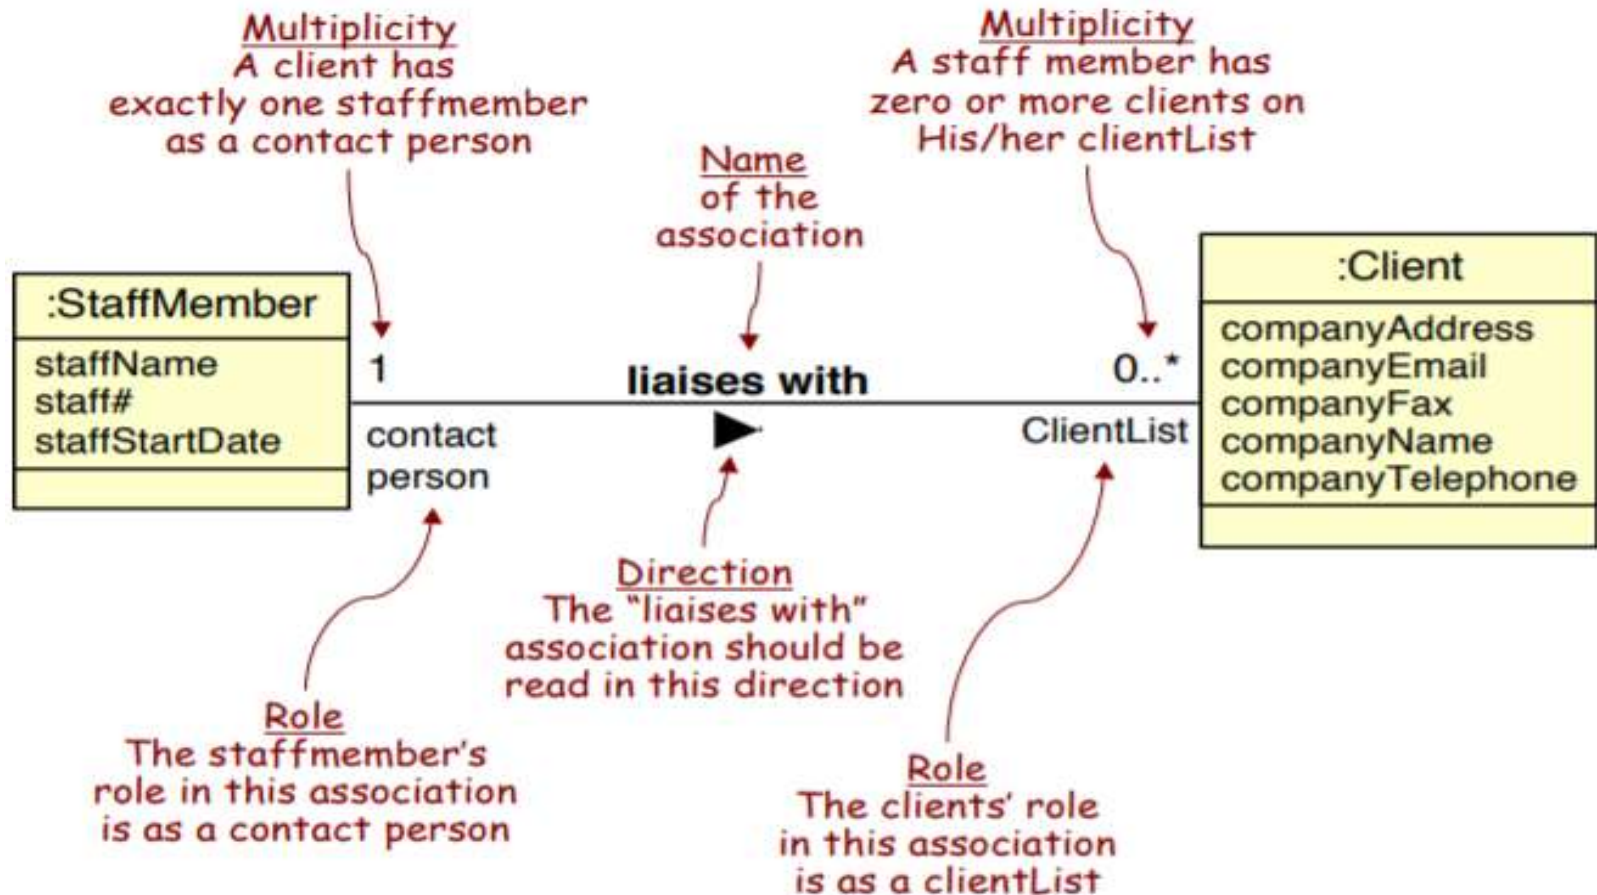 Multiplicity
A client has
exactly one staffmember
as a contact person
Multiplicity
A staff member has
zero or more clients on
His/her clientList
Name
of the
association
:StaffMember
staffName
staff#
staffStartDate
1
contact
person
liaises with
0..*
ClientList
:Client
companyAddress
companyEmail
companyFax
companyName
companyTelephone
Direction
The “liaises with”
association should be
read in this direction
Role
The staffmember's
role in this association
is as a contact person
Role
The clients' role
in this association
is as a clientList